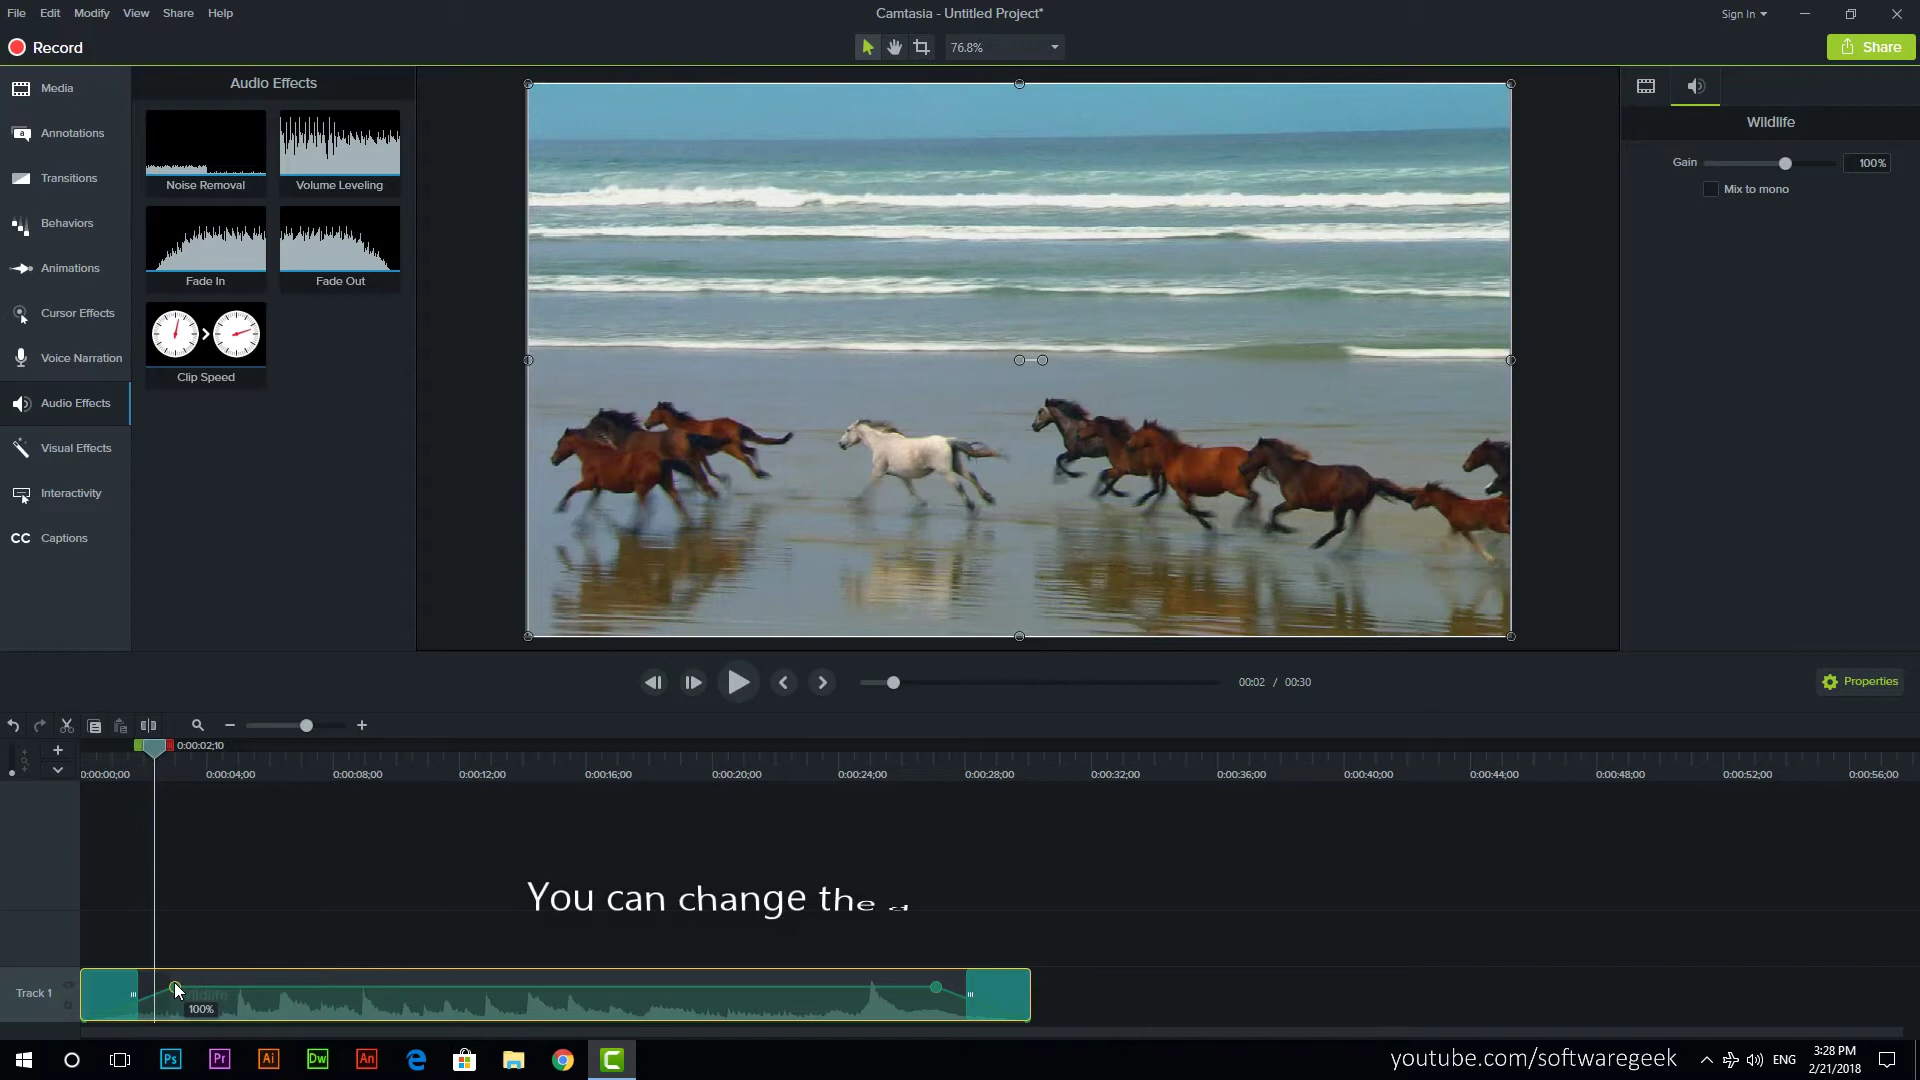 File Edit Modify View Share Help
Camtasia - Untitled Project*
Sign In
Record
76.8%
Share
Media
Annotations
Transitions
Behaviors
Animations
Cursor Effects
Voice Narration
Audio Effects
Visual Effects
Interactivity
CC Captions
Audio Effects
Noise Removal
Volume Leveling
Fade In
Fade Out
Clip Speed
Wildlife
Gain 100%
Mix to mono
00:02 / 00:30
Properties
0:00:02;10
0:00:00;00 0:00:04;00 0:00:08;00 0:00:12;00 0:00:16;00 0:00:20;00 0:00:24;00 0:00:28;00 0:00:32;00 0:00:36;00 0:00:40;00 0:00:44;00 0:00:48;00 0:00:52;00 0:00:56;00
You can change the
Track 1
100%
Ps Pr Ai Dw An
youtube.com/softwaregeek
ENG
3:28 PM
2/21/2018